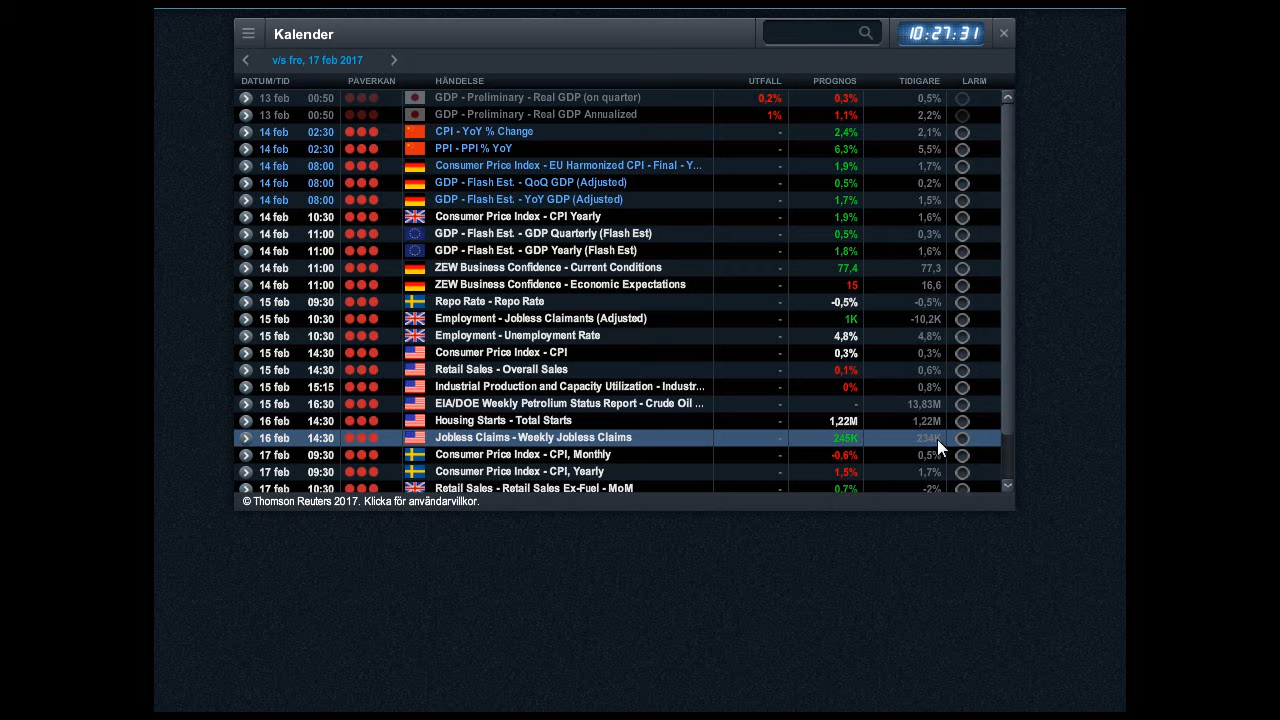 Kalender 10:27:31
v/s fre, 17 feb 2017
DATUM/TID PÅVERKAN HÄNDELSE UTFALL PROGNOS TIDIGARE LARM
13 feb 00:50 GDP - Preliminary - Real GDP (on quarter) 0,2% 0,3% 0,5%
13 feb 00:50 GDP - Preliminary - Real GDP Annualized 1% 1,1% 2,2%
14 feb 02:30 CPI - YoY % Change - 2,4% 2,1%
14 feb 02:30 PPI - PPI % YoY - 6,3% 5,5%
14 feb 08:00 Consumer Price Index - EU Harmonized CPI - Final - Y... - 1,9% 1,7%
14 feb 08:00 GDP - Flash Est. - QoQ GDP (Adjusted) - 0,5% 0,2%
14 feb 08:00 GDP - Flash Est. - YoY GDP (Adjusted) - 1,7% 1,5%
14 feb 10:30 Consumer Price Index - CPI Yearly - 1,9% 1,6%
14 feb 11:00 GDP - Flash Est. - GDP Quarterly (Flash Est) - 0,5% 0,3%
14 feb 11:00 GDP - Flash Est. - GDP Yearly (Flash Est) - 1,8% 1,6%
14 feb 11:00 ZEW Business Confidence - Current Conditions - 77,4 77,3
14 feb 11:00 ZEW Business Confidence - Economic Expectations - 15 16,6
15 feb 09:30 Repo Rate - Repo Rate - -0,5% -0,5%
15 feb 10:30 Employment - Jobless Claimants (Adjusted) - 1K -10,2K
15 feb 10:30 Employment - Unemployment Rate - 4,8% 4,8%
15 feb 14:30 Consumer Price Index - CPI - 0,3% 0,3%
15 feb 14:30 Retail Sales - Overall Sales - 0,1% 0,6%
15 feb 15:15 Industrial Production and Capacity Utilization - Industr... - 0% 0,8%
15 feb 16:30 EIA/DOE Weekly Petrolium Status Report - Crude Oil ... - - 13,83M
16 feb 14:30 Housing Starts - Total Starts - 1,22M 1,22M
16 feb 14:30 Jobless Claims - Weekly Jobless Claims - 245K 234K
17 feb 09:30 Consumer Price Index - CPI, Monthly - -0,6% 0,5%
17 feb 09:30 Consumer Price Index - CPI, Yearly - 1,5% 1,7%
17 feb 10:30 Retail Sales - Retail Sales Ex-Fuel - MoM - 0,7% -2%
© Thomson Reuters 2017. Klicka för användarvillkor.